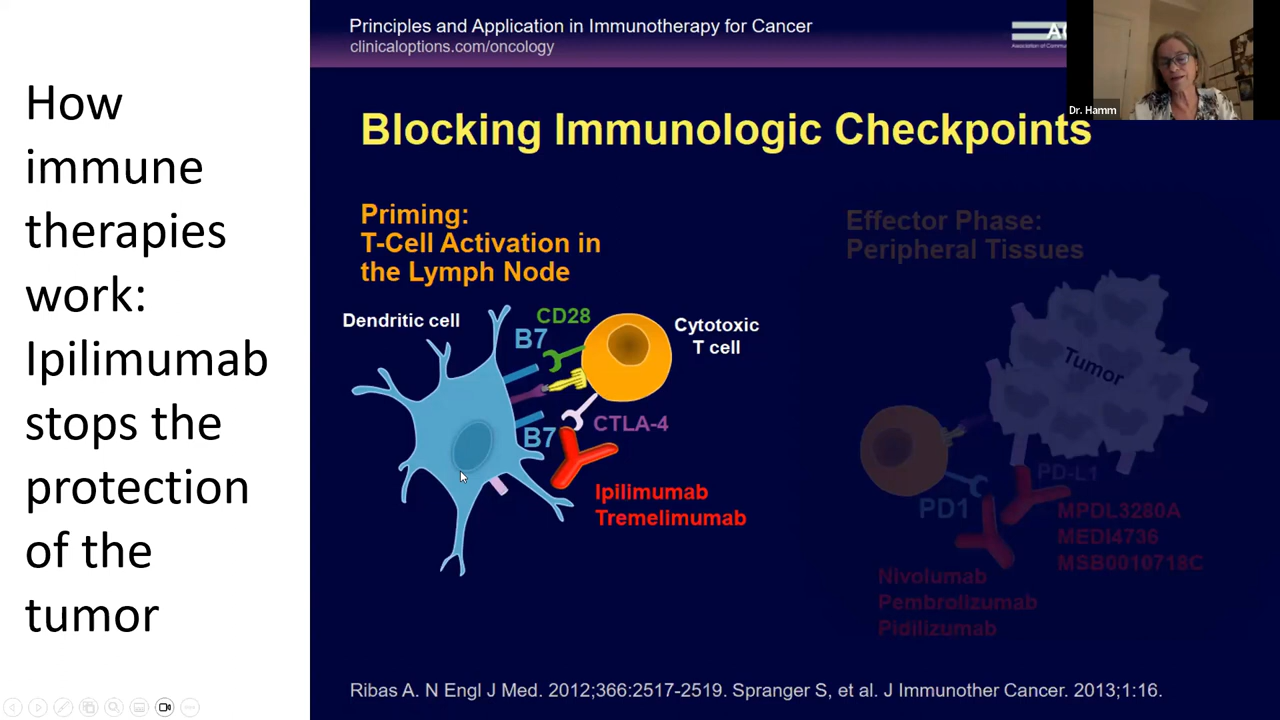 How
immune
therapies
work:
Ipilimumab
stops the
protection
of the
tumor
Principles and Application in Immunotherapy for Cancer
clinicaloptions.com/oncology
Dr. Hamm
Blocking Immunologic Checkpoints
Priming:
T-Cell Activation in
the Lymph Node
Dendritic cell
CD28
B7
Cytotoxic
T cell
CTLA-4
B7
Ipilimumab
Tremelimumab
Effector Phase:
Peripheral Tissues
Tumor
PD-L1
PD1
MPDL3280A
MEDI4736
MSB0010718C
Nivolumab
Pembrolizumab
Pidilizumab
Ribas A. N Engl J Med. 2012;366:2517-2519. Spranger S, et al. J Immunother Cancer. 2013;1:16.